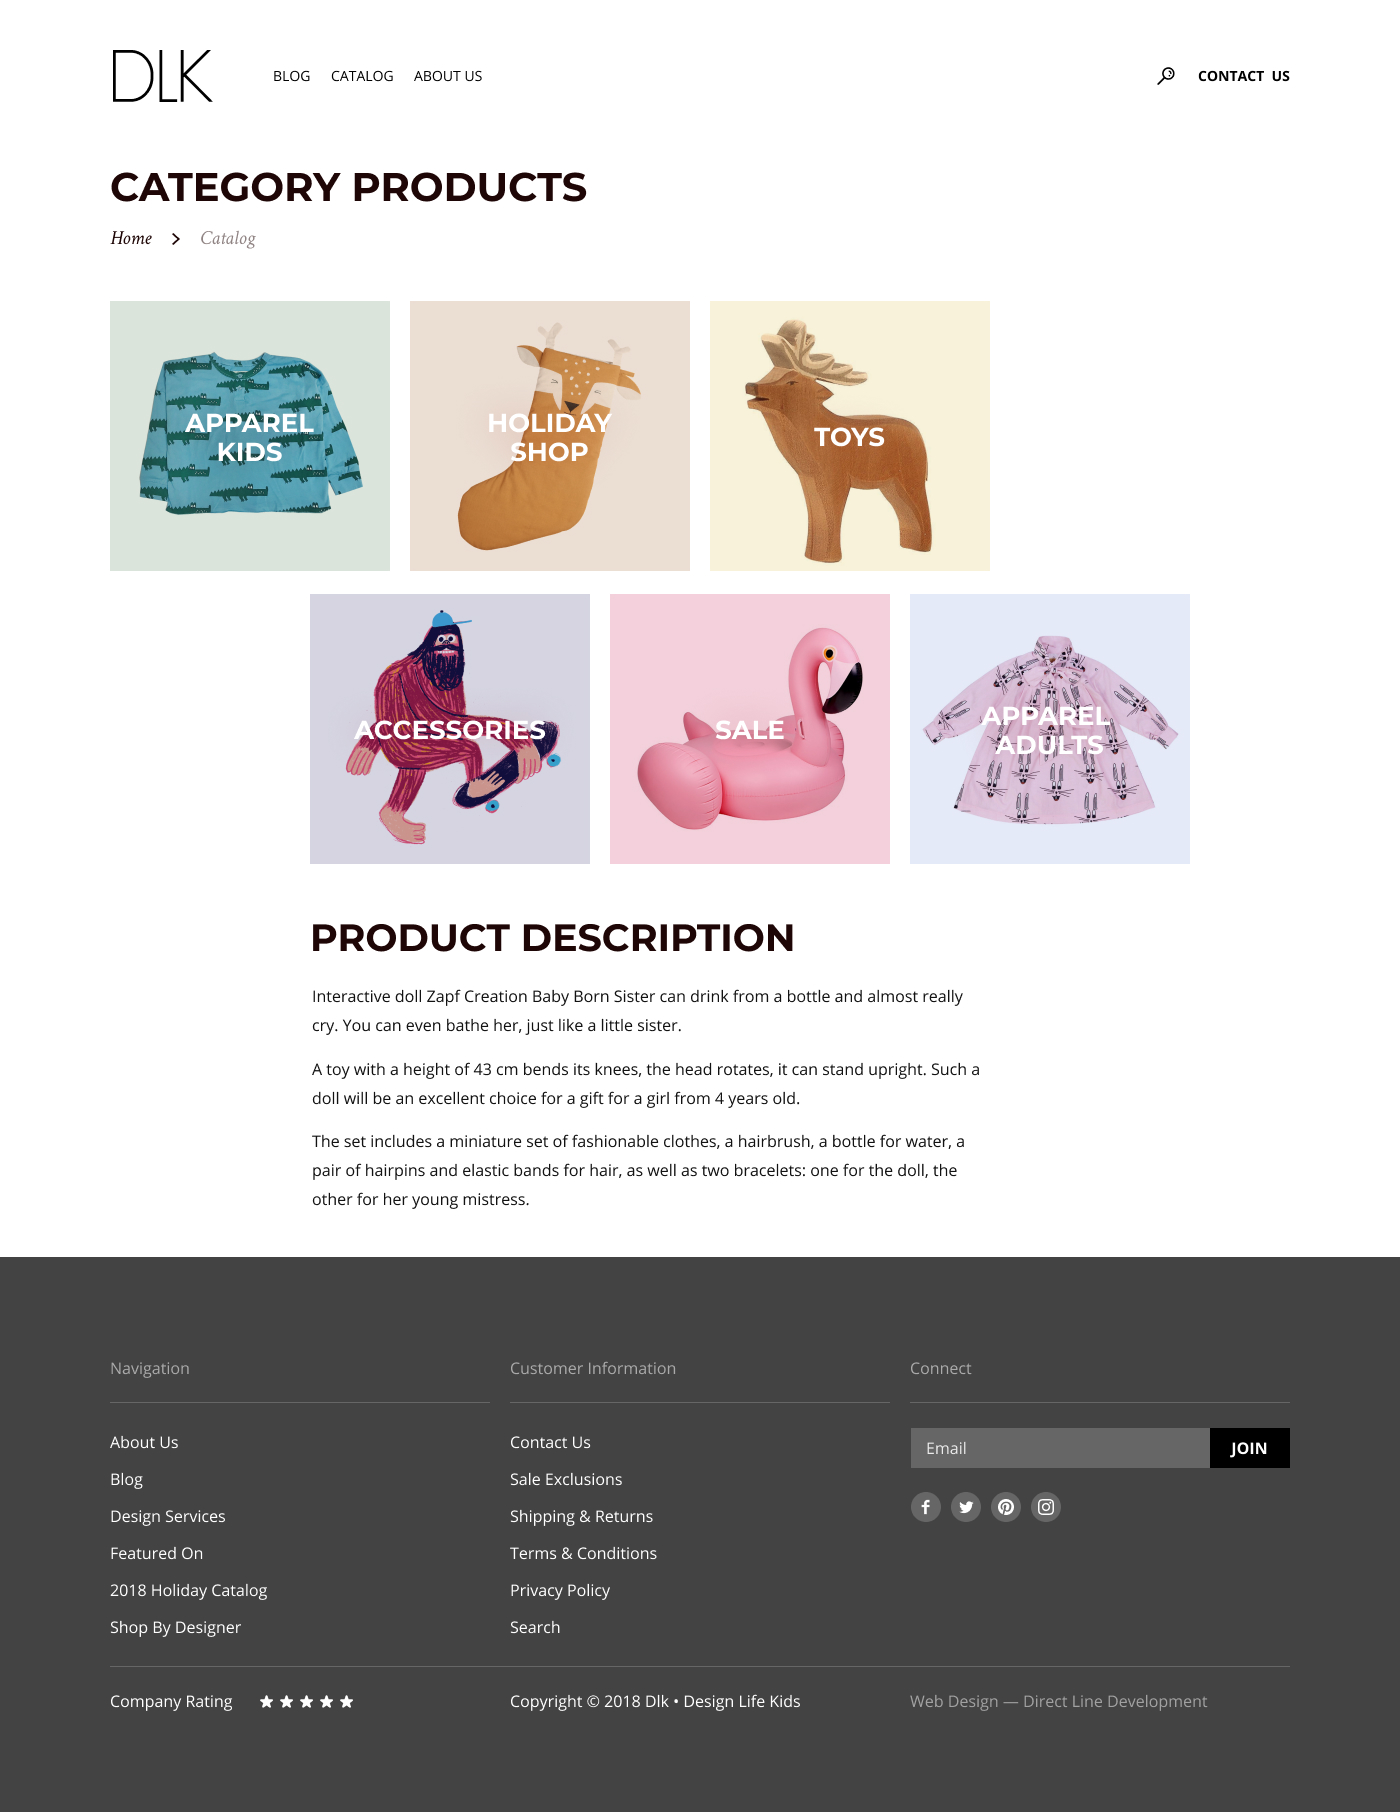 DLK
BLOG CATALOG ABOUT US
CONTACT US
CATEGORY PRODUCTS
Home > Catalog
APPAREL
KIDS
HOLIDAY
SHOP
TOYS
ACCESSORIES
SALE
APPAREL
ADULTS
PRODUCT DESCRIPTION
Interactive doll Zapf Creation Baby Born Sister can drink from a bottle and almost really
cry. You can even bathe her, just like a little sister.
A toy with a height of 43 cm bends its knees, the head rotates, it can stand upright. Such a
doll will be an excellent choice for a gift for a girl from 4 years old.
The set includes a miniature set of fashionable clothes, a hairbrush, a bottle for water, a
pair of hairpins and elastic bands for hair, as well as two bracelets: one for the doll, the
other for her young mistress.
Navigation
About Us
Blog
Design Services
Featured On
2018 Holiday Catalog
Shop By Designer
Customer Information
Contact Us
Sale Exclusions
Shipping & Returns
Terms & Conditions
Privacy Policy
Search
Connect
Email
JOIN
Company Rating ★★★★★
Copyright © 2018 Dlk • Design Life Kids
Web Design — Direct Line Development